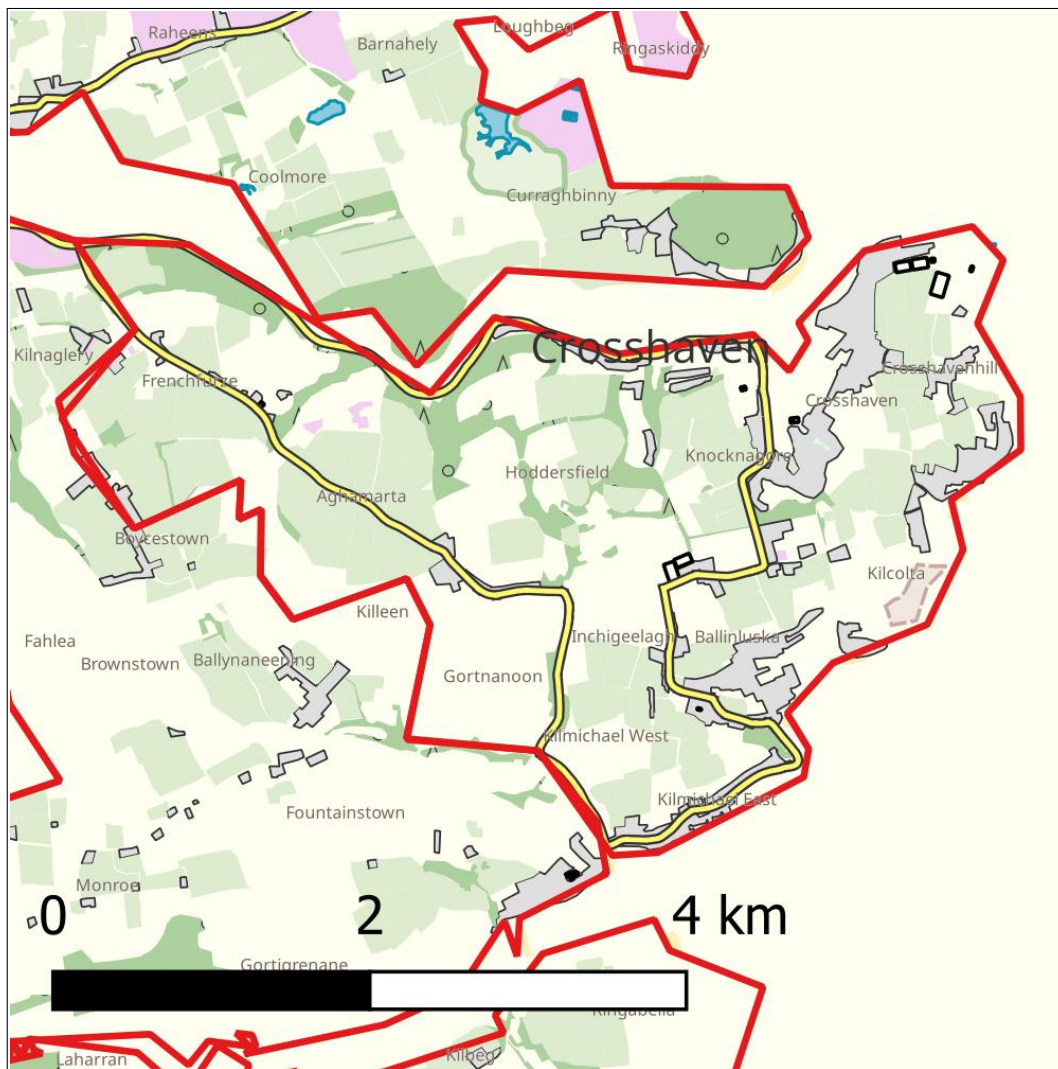 Loughbeg
Raheens
Barnahely
Ringaskiddy
Coolmore
Curraghbinny
Crosshaven
Kilnaglery
Crosshavenhill
Frenchfurze
Crosshaven
Knocknagore
Hoddersfield
Aghamarta
Boycestown
Kilcolta
Killeen
Inchigeelagh
Ballinluska
Fahlea
Brownstown
Ballynaneening
Gortnanoon
Kilmichael West
Kilmichael East
Fountainstown
Monroe
0 2 4 km
Gortigrenane
Ringabella
Laharran
Kilbeg